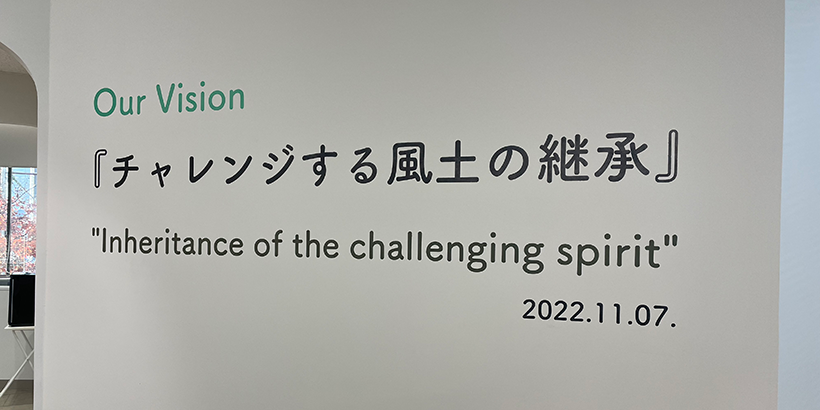 Our Vision
『チャレンジする風土の継承』
"Inheritance of the challenging spirit"
2022.11.07.